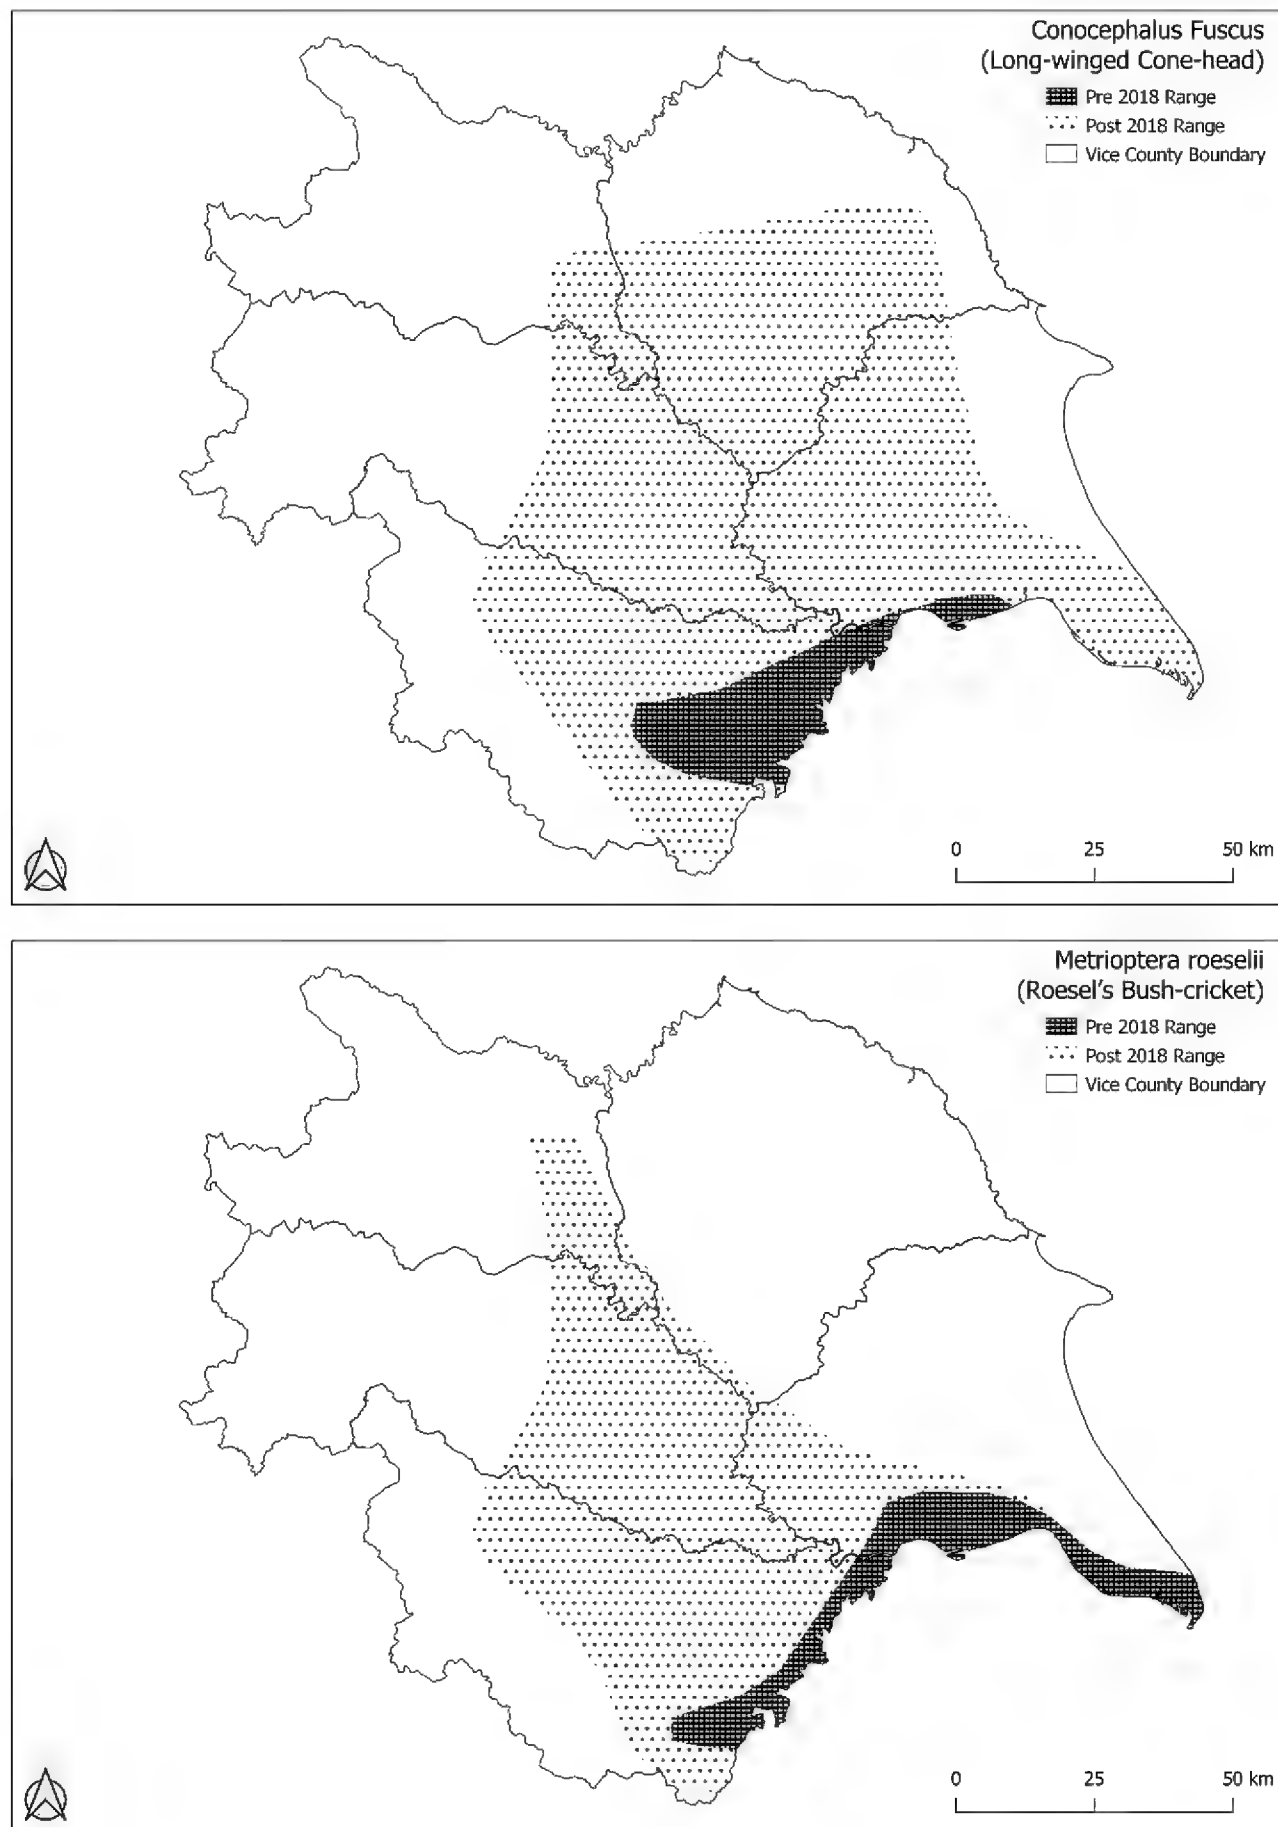 Conocephalus Fuscus
(Long-winged Cone-head)
Pre 2018 Range
Post 2018 Range
Vice County Boundary
0 25 50 km
Metrioptera roeselii
(Roesel's Bush-cricket)
Pre 2018 Range
Post 2018 Range
Vice County Boundary
0 25 50 km